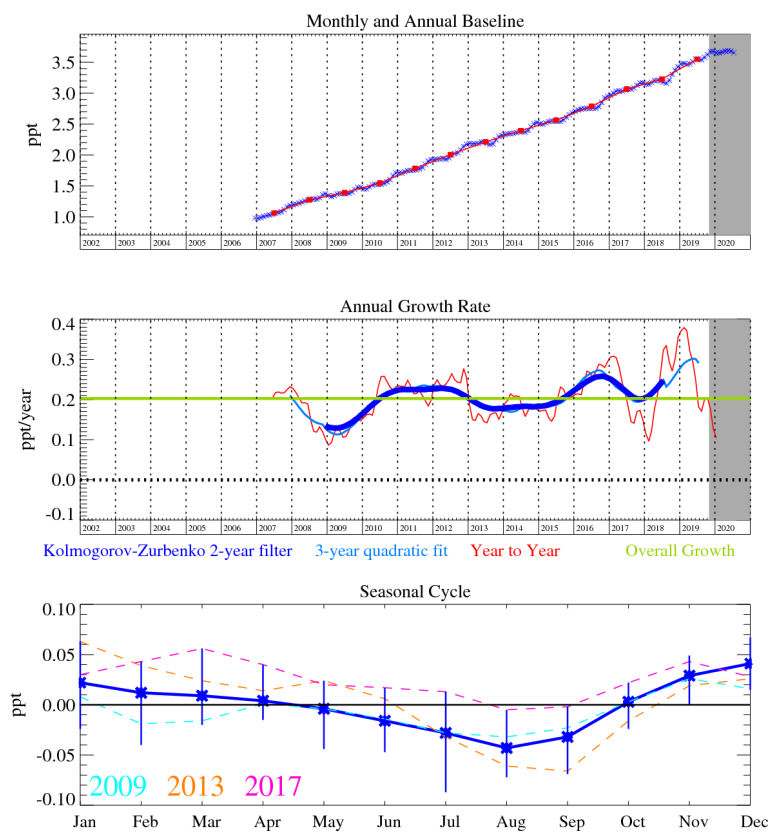 Monthly and Annual Baseline
ppt
3.5
3.0
2.5
2.0
1.5
1.0
2002 2003 2004 2005 2006 2007 2008 2009 2010 2011 2012 2013 2014 2015 2016 2017 2018 2019 2020
Annual Growth Rate
ppt/year
0.4
0.3
0.2
0.1
0.0
-0.1
2002 2003 2004 2005 2006 2007 2008 2009 2010 2011 2012 2013 2014 2015 2016 2017 2018 2019 2020
Kolmogorov-Zurbenko 2-year filter 3-year quadratic fit Year to Year Overall Growth
Seasonal Cycle
ppt
0.10
0.05
0.00
-0.05
-0.10
2009 2013 2017
Jan Feb Mar Apr May Jun Jul Aug Sep Oct Nov Dec